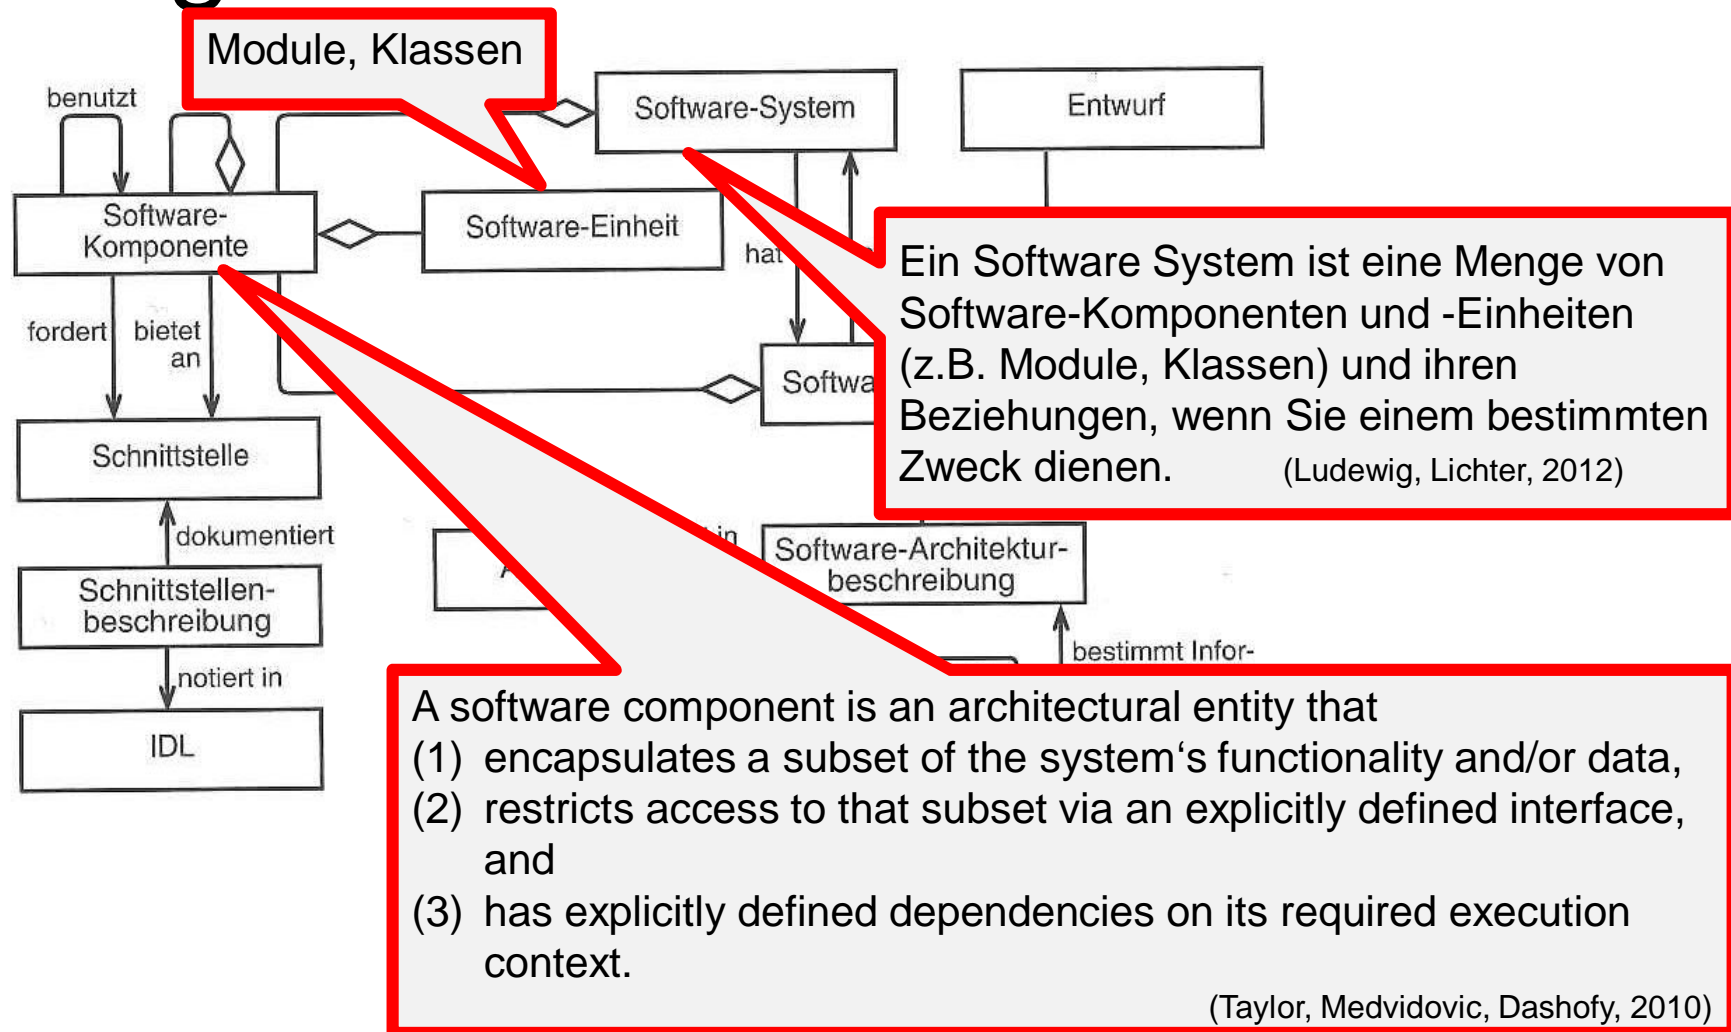 Module, Klassen
benutzt
Software-System
Entwurf
Software-
Komponente
Software-Einheit
hat
fordert
bietet
an
Ein Software System ist eine Menge von
Software-Komponenten und -Einheiten
(z.B. Module, Klassen) und ihren
Beziehungen, wenn Sie einem bestimmten
Zweck dienen. (Ludewig, Lichter, 2012)
Schnittstelle
dokumentiert
in
Software-Architektur-
beschreibung
Schnittstellen-
beschreibung
bestimmt Infor-
notiert in
IDL
A software component is an architectural entity that
(1) encapsulates a subset of the system‘s functionality and/or data,
(2) restricts access to that subset via an explicitly defined interface,
and
(3) has explicitly defined dependencies on its required execution
context.
(Taylor, Medvidovic, Dashofy, 2010)